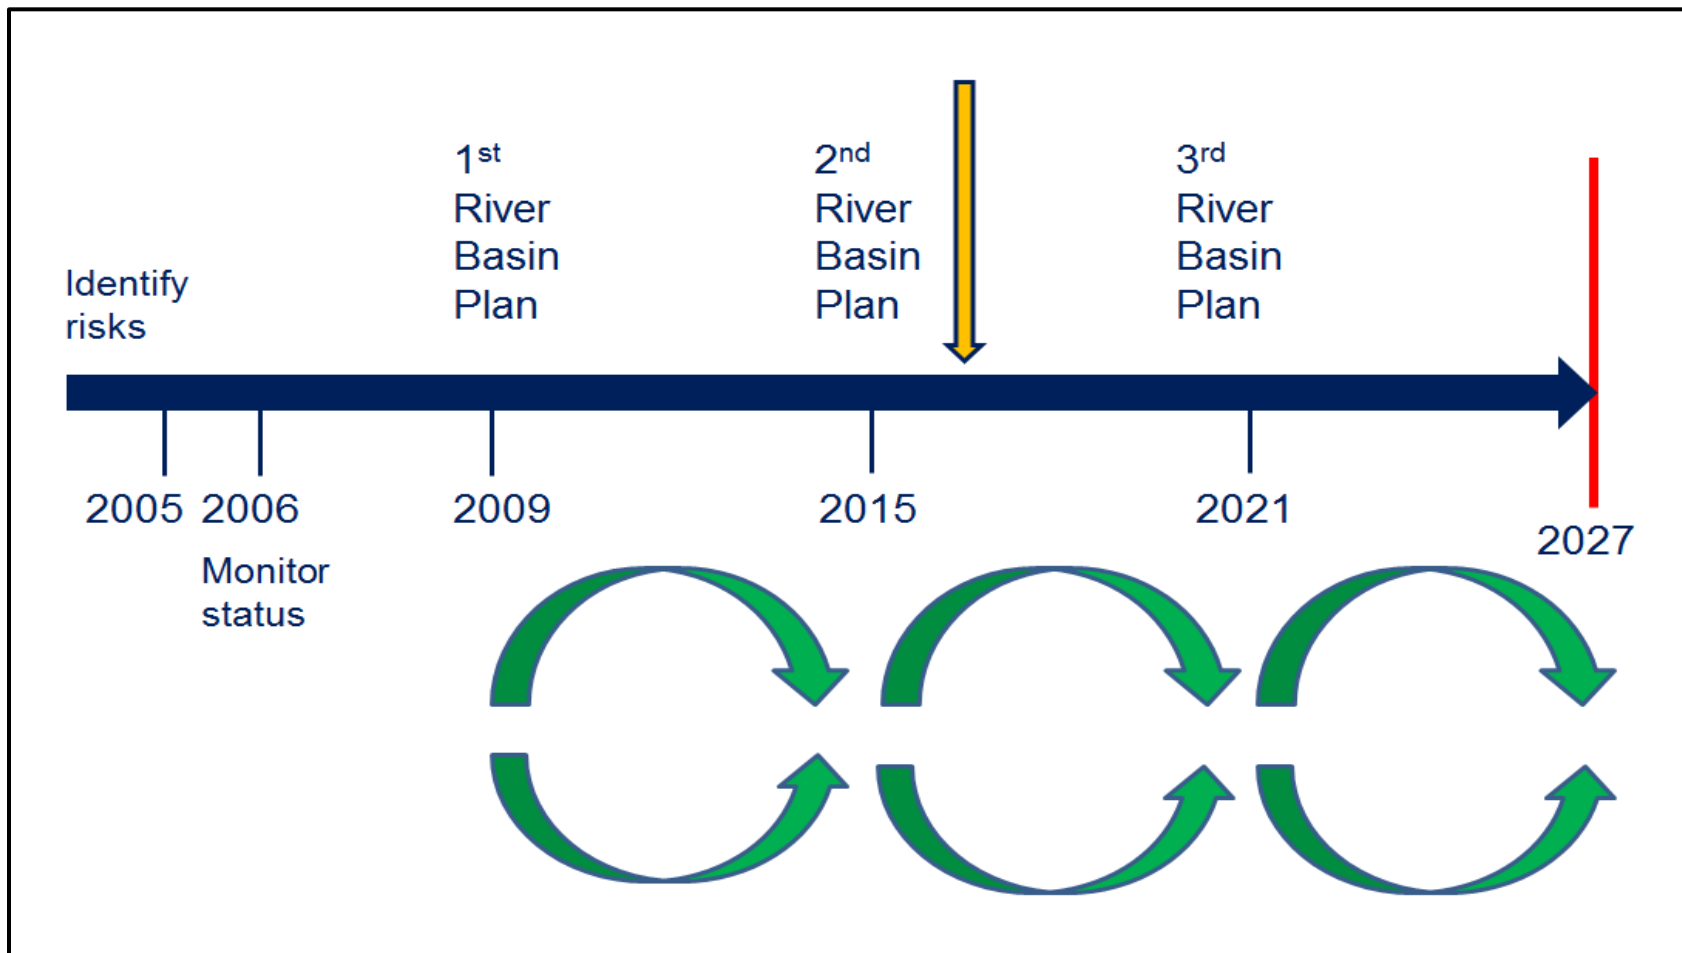 1st
River
Basin
Plan
2nd
River
Basin
Plan
3rd
River
Basin
Plan
Identify
risks
2005
2006
2009
2015
2021
2027
Monitor
status